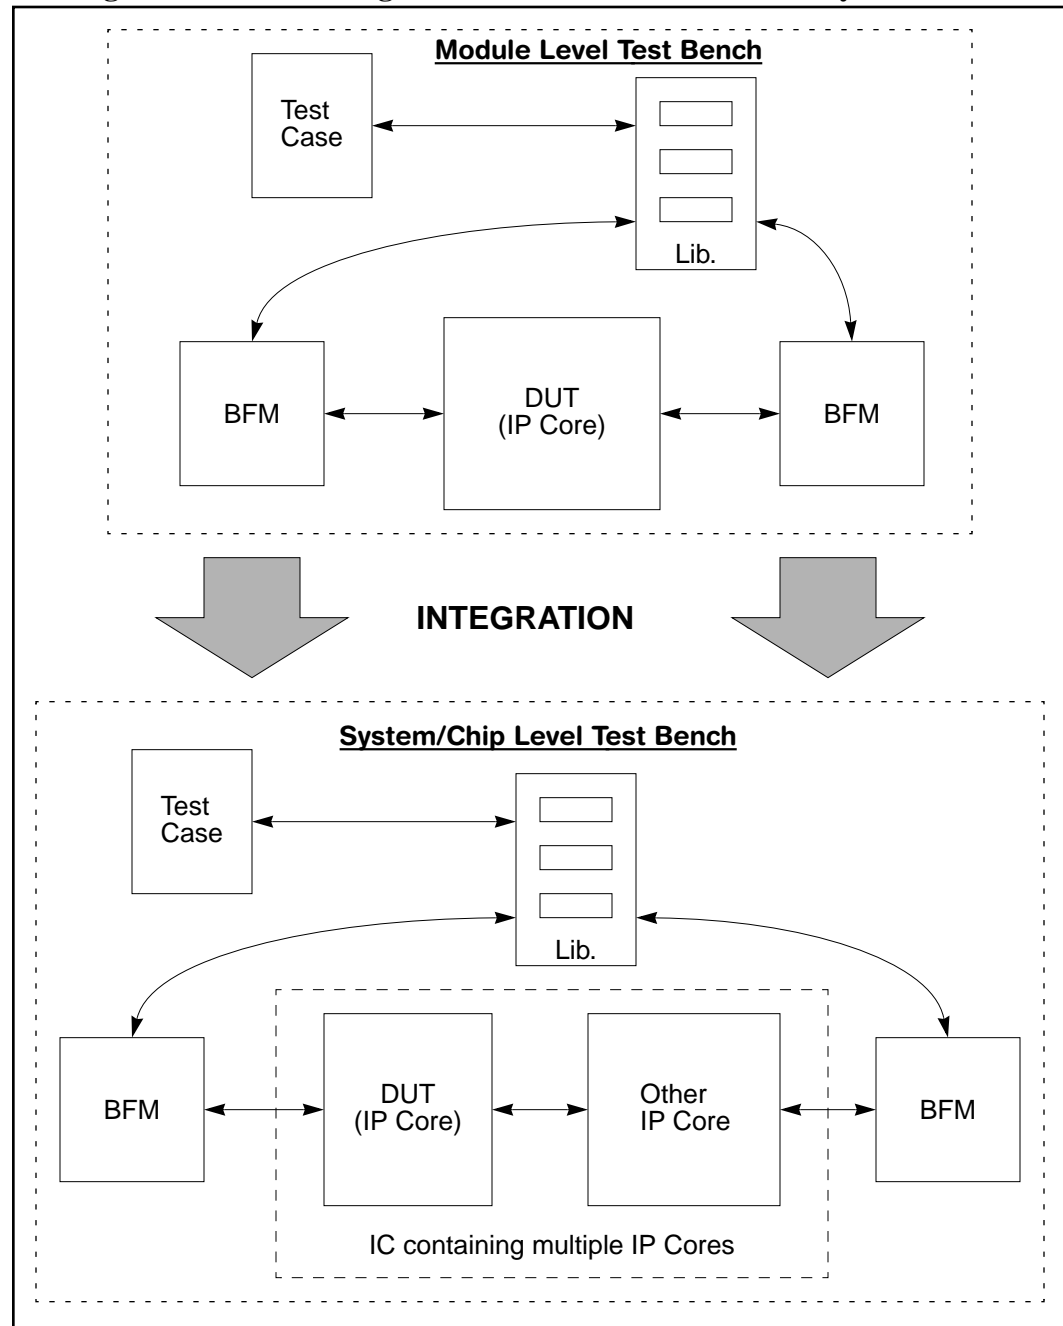 Module Level Test Bench
Test
Case
Lib.
BFM
DUT
(IP Core)
BFM
INTEGRATION
System/Chip Level Test Bench
Test
Case
Lib.
BFM
DUT
(IP Core)
Other
IP Core
BFM
IC containing multiple IP Cores